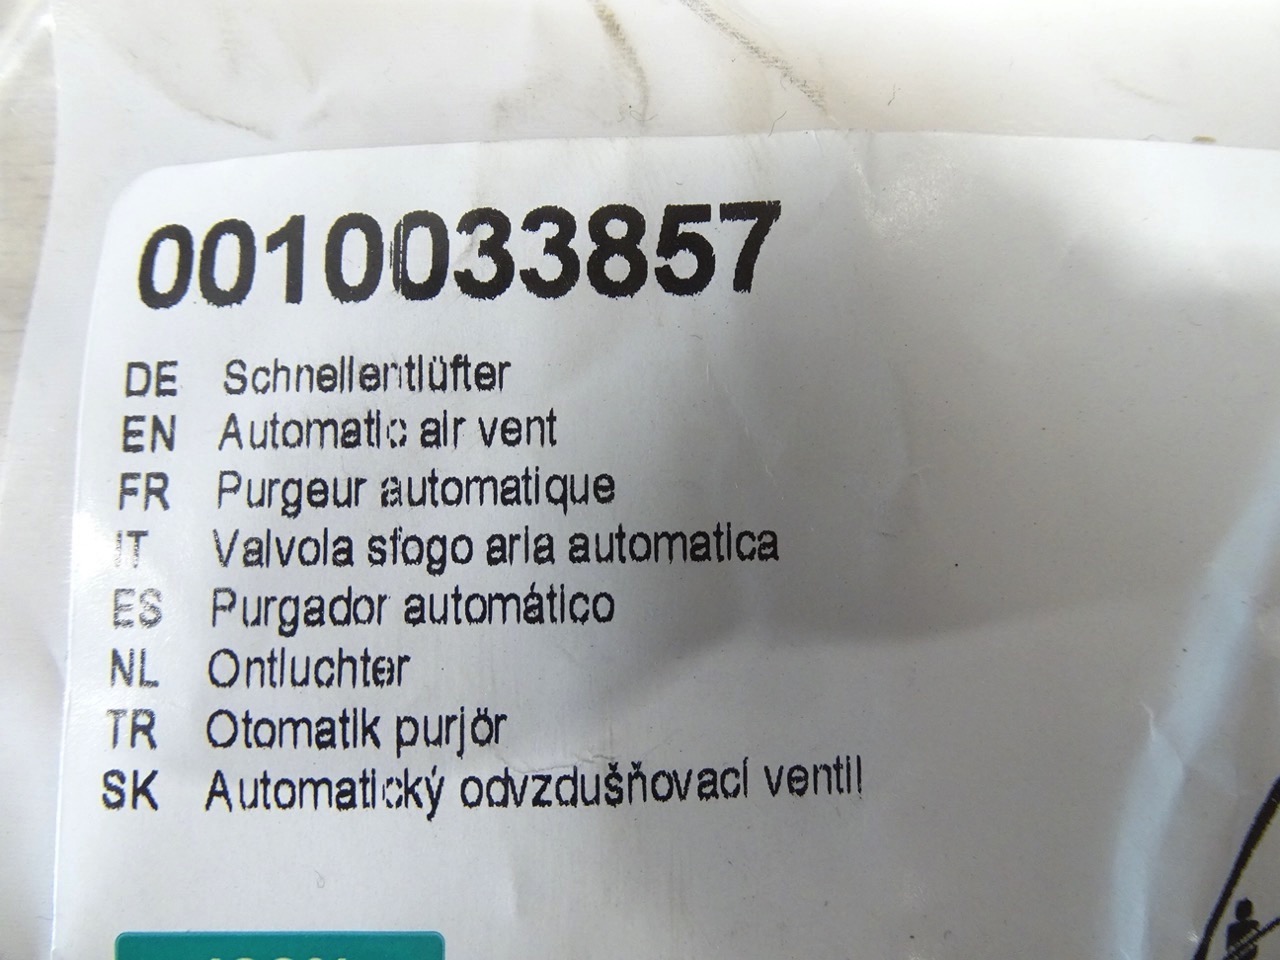 0010033857
DE Schnellentlüfter
EN Automatic air vent
FR Purgeur automatique
IT Valvola sfogo aria automatica
ES Purgador automático
NL Ontluchter
TR Otomatik purjör
SK Automatický odvzdušňovací ventil